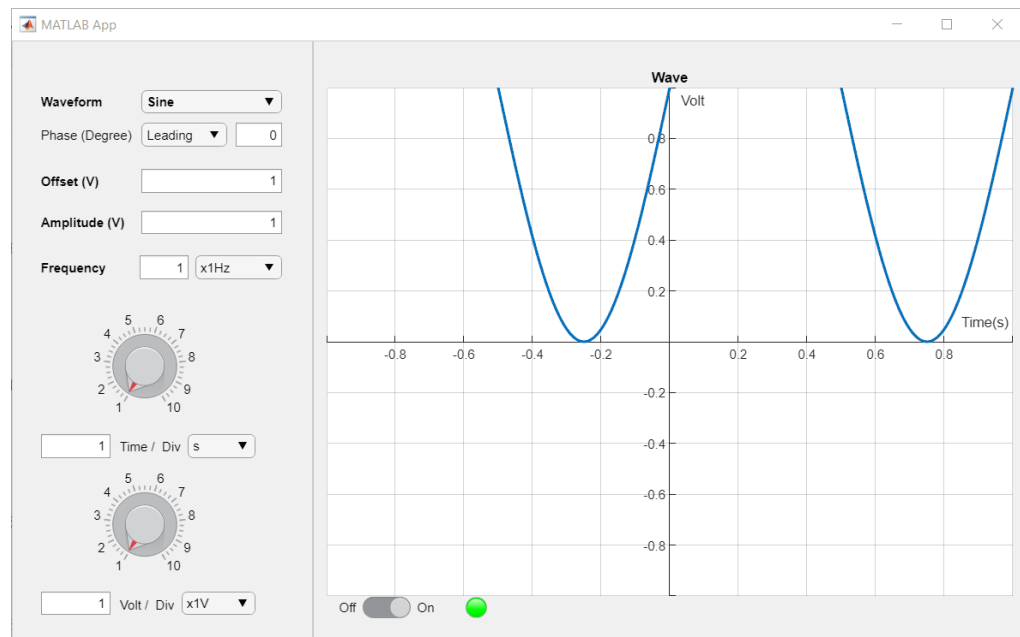 MATLAB App
Waveform Sine
Phase (Degree) Leading 0
Offset (V) 1
Amplitude (V) 1
Frequency 1 x1Hz
1 2 3 4 5 6 7 8 9 10
1 Time / Div s
1 2 3 4 5 6 7 8 9 10
1 Volt / Div x1V
Wave
Volt
0.8
0.6
0.4
0.2
Time(s)
-0.8 -0.6 -0.4 -0.2 0.2 0.4 0.6 0.8
-0.2
-0.4
-0.6
-0.8
Off On